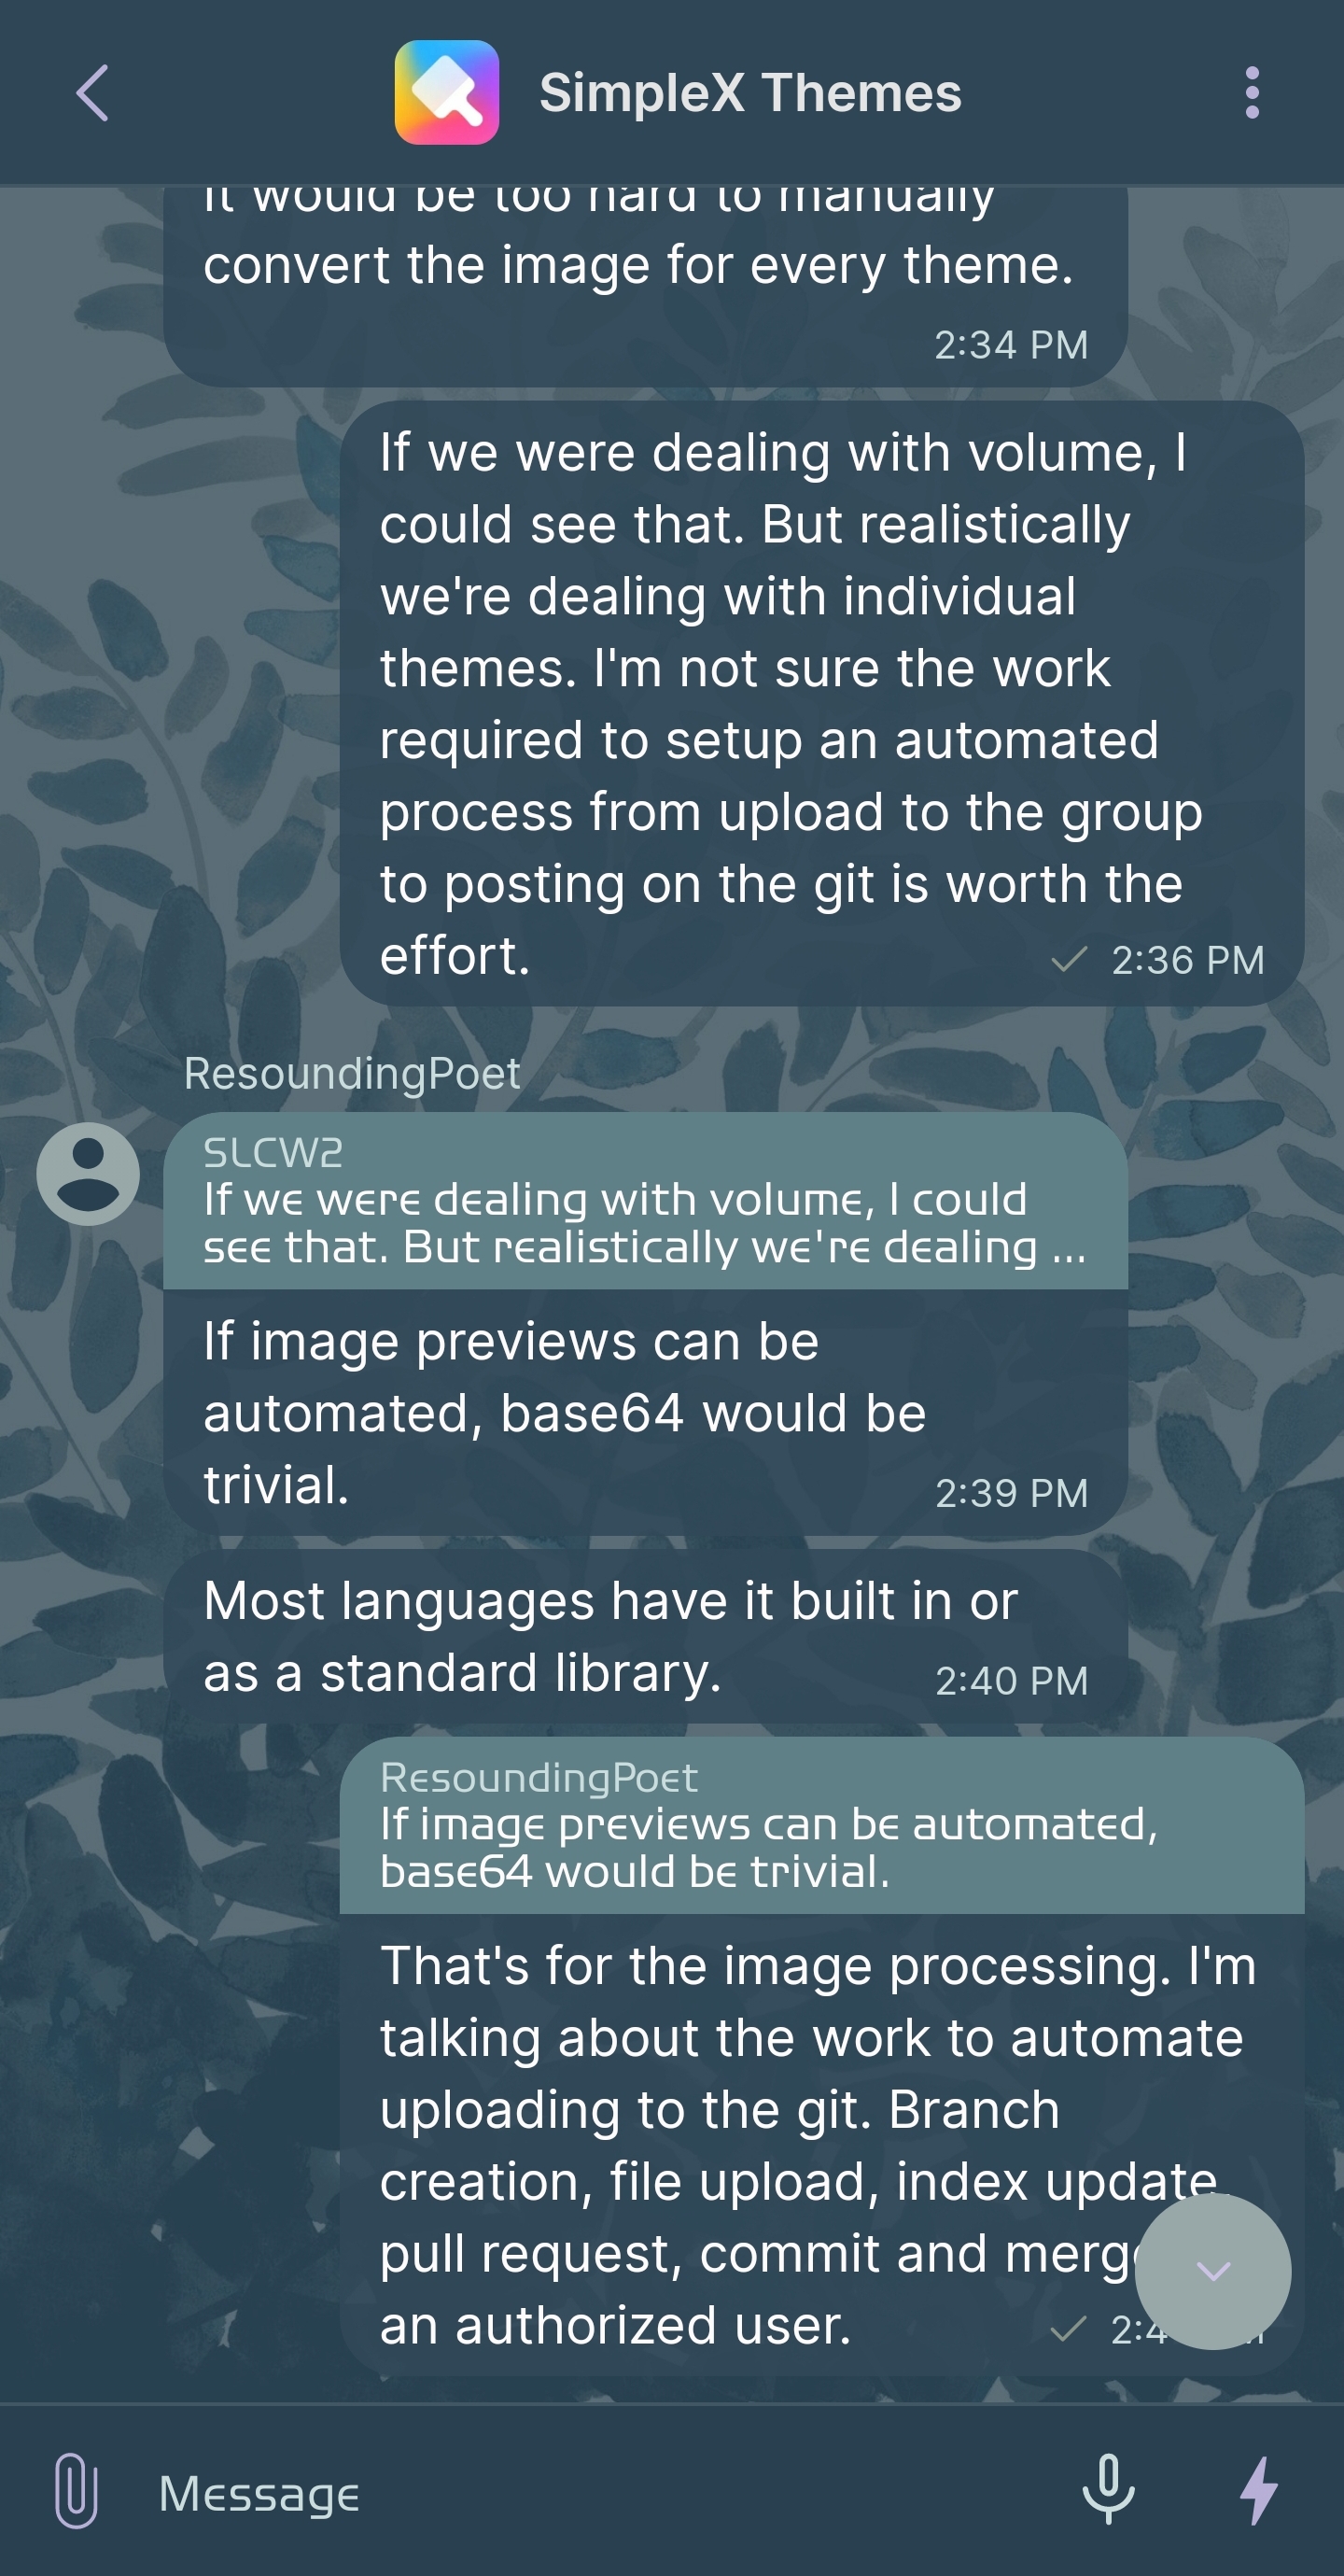 SimpleX Themes
It would be too hard to manually
convert the image for every theme.
2:34 PM
If we were dealing with volume, I
could see that. But realistically
we're dealing with individual
themes. I'm not sure the work
required to setup an automated
process from upload to the group
to posting on the git is worth the
effort.
2:36 PM
ResoundingPoet
SLCW2
If we were dealing with volume, I could
see that. But realistically we're dealing ...
If image previews can be
automated, base64 would be
trivial.
2:39 PM
Most languages have it built in or
as a standard library.
2:40 PM
ResoundingPoet
If image previews can be automated,
base64 would be trivial.
That's for the image processing. I'm
talking about the work to automate
uploading to the git. Branch
creation, file upload, index update,
pull request, commit and
an authorized user.
Message